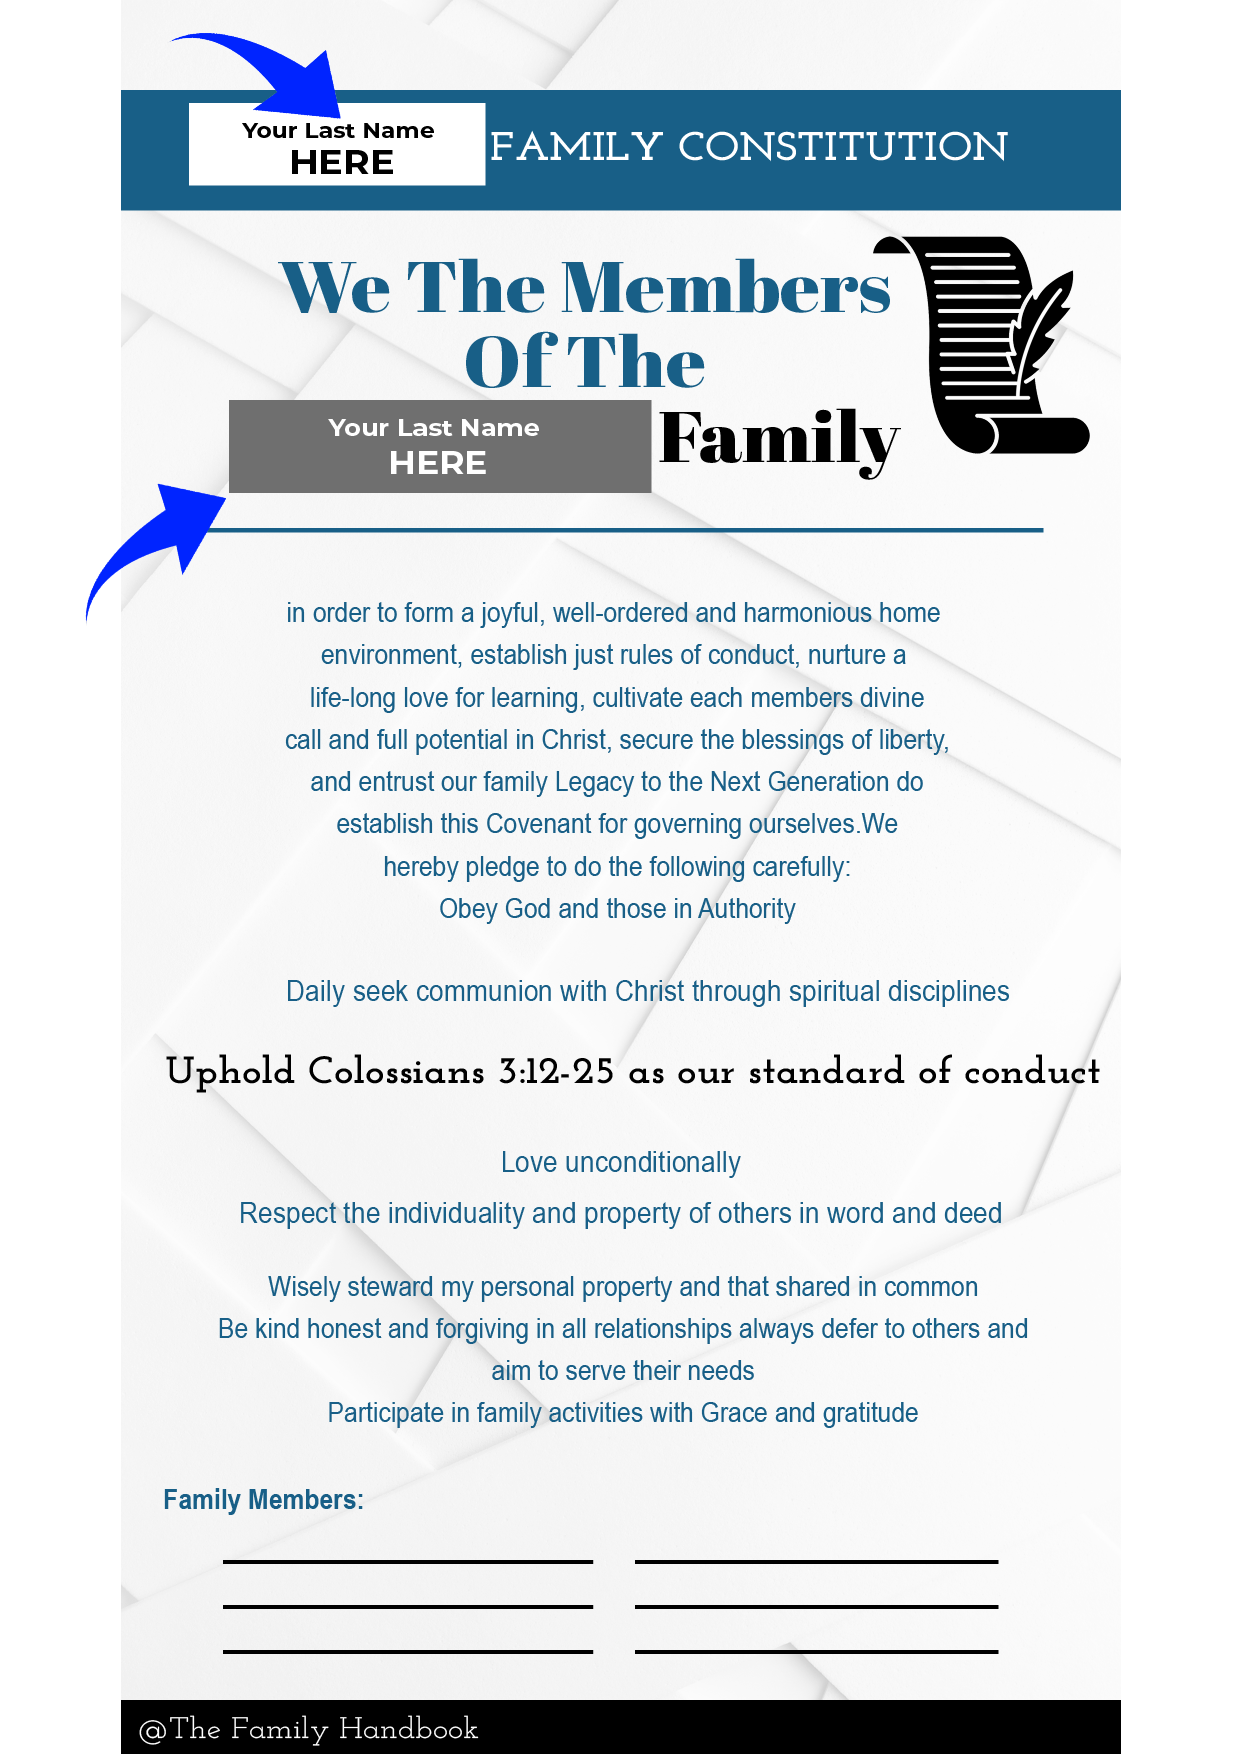 Your Last Name
HERE
FAMILY CONSTITUTION
We The Members
Of The
Your Last Name
HERE
Family
in order to form a joyful, well-ordered and harmonious home
environment, establish just rules of conduct, nurture a
life-long love for learning, cultivate each members divine
call and full potential in Christ, secure the blessings of liberty,
and entrust our family Legacy to the Next Generation do
establish this Covenant for governing ourselves.We
hereby pledge to do the following carefully:
Obey God and those in Authority
Daily seek communion with Christ through spiritual disciplines
Uphold Colossians 3:12-25 as our standard of conduct
Love unconditionally
Respect the individuality and property of others in word and deed
Wisely steward my personal property and that shared in common
Be kind honest and forgiving in all relationships always defer to others and
aim to serve their needs
Participate in family activities with Grace and gratitude
Family Members:
@The Family Handbook